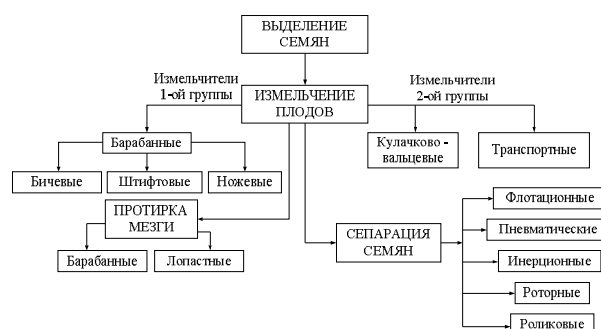 ВЫДЕЛЕНИЕ
СЕМЯН
Измельчители
1-ой группы
ИЗМЕЛЬЧЕНИЕ
ПЛОДОВ
Измельчители
2-ой группы
Барабанные
Кулачково -
вальцевые
Транспортные
Бичевые
Штифтовые
Ножевые
ПРОТИРКА
МЕЗГИ
Барабанные
Лопастные
СЕПАРАЦИЯ
СЕМЯН
Флотационные
Пневматические
Инерционные
Роторные
Роликовые